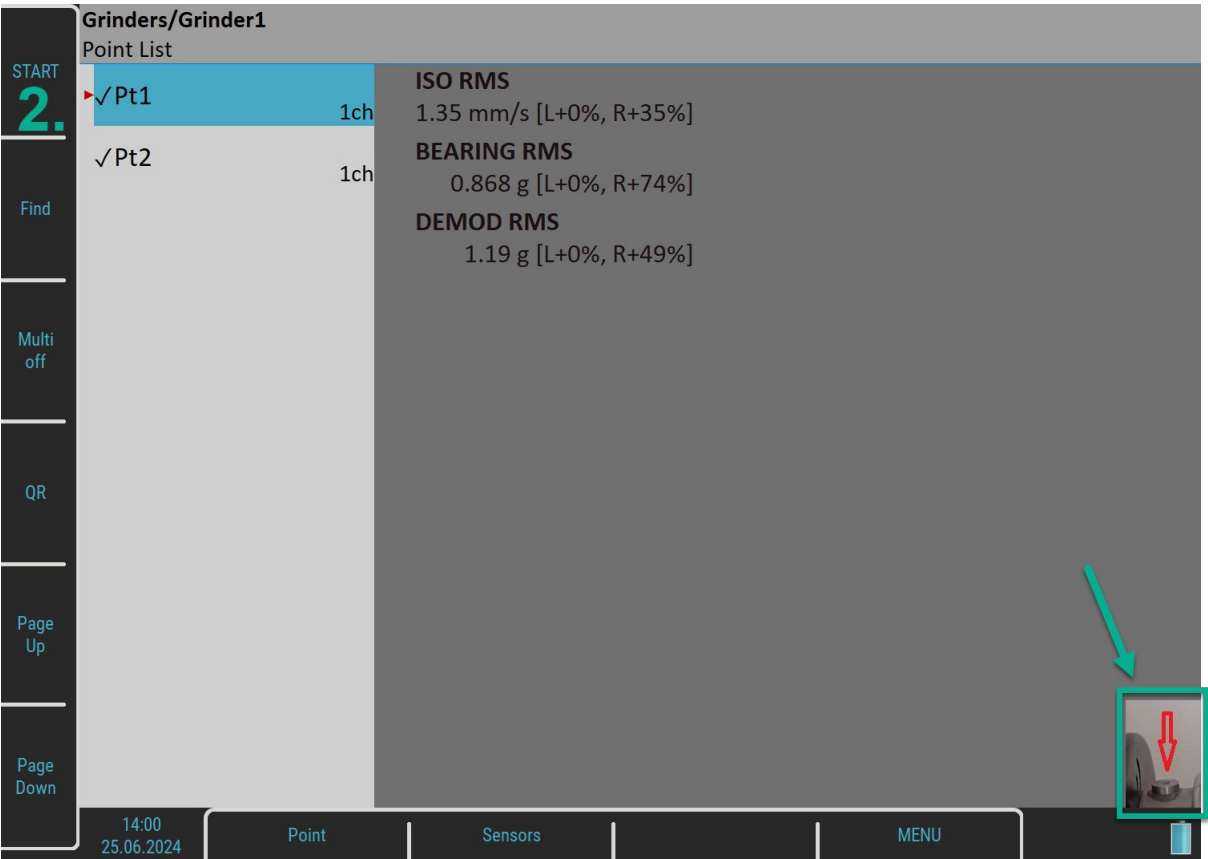 Grinders/Grinder1
Point List
START
2.
Find
Multi
off
QR
Page
Up
Page
Down
✓Pt1
1ch
✓Pt2
1ch
ISO RMS
1.35 mm/s [L+0%, R+35%]
BEARING RMS
0.868 g [L+0%, R+74%]
DEMOD RMS
1.19 g [L+0%, R+49%]
14:00
25.06.2024
Point
Sensors
MENU